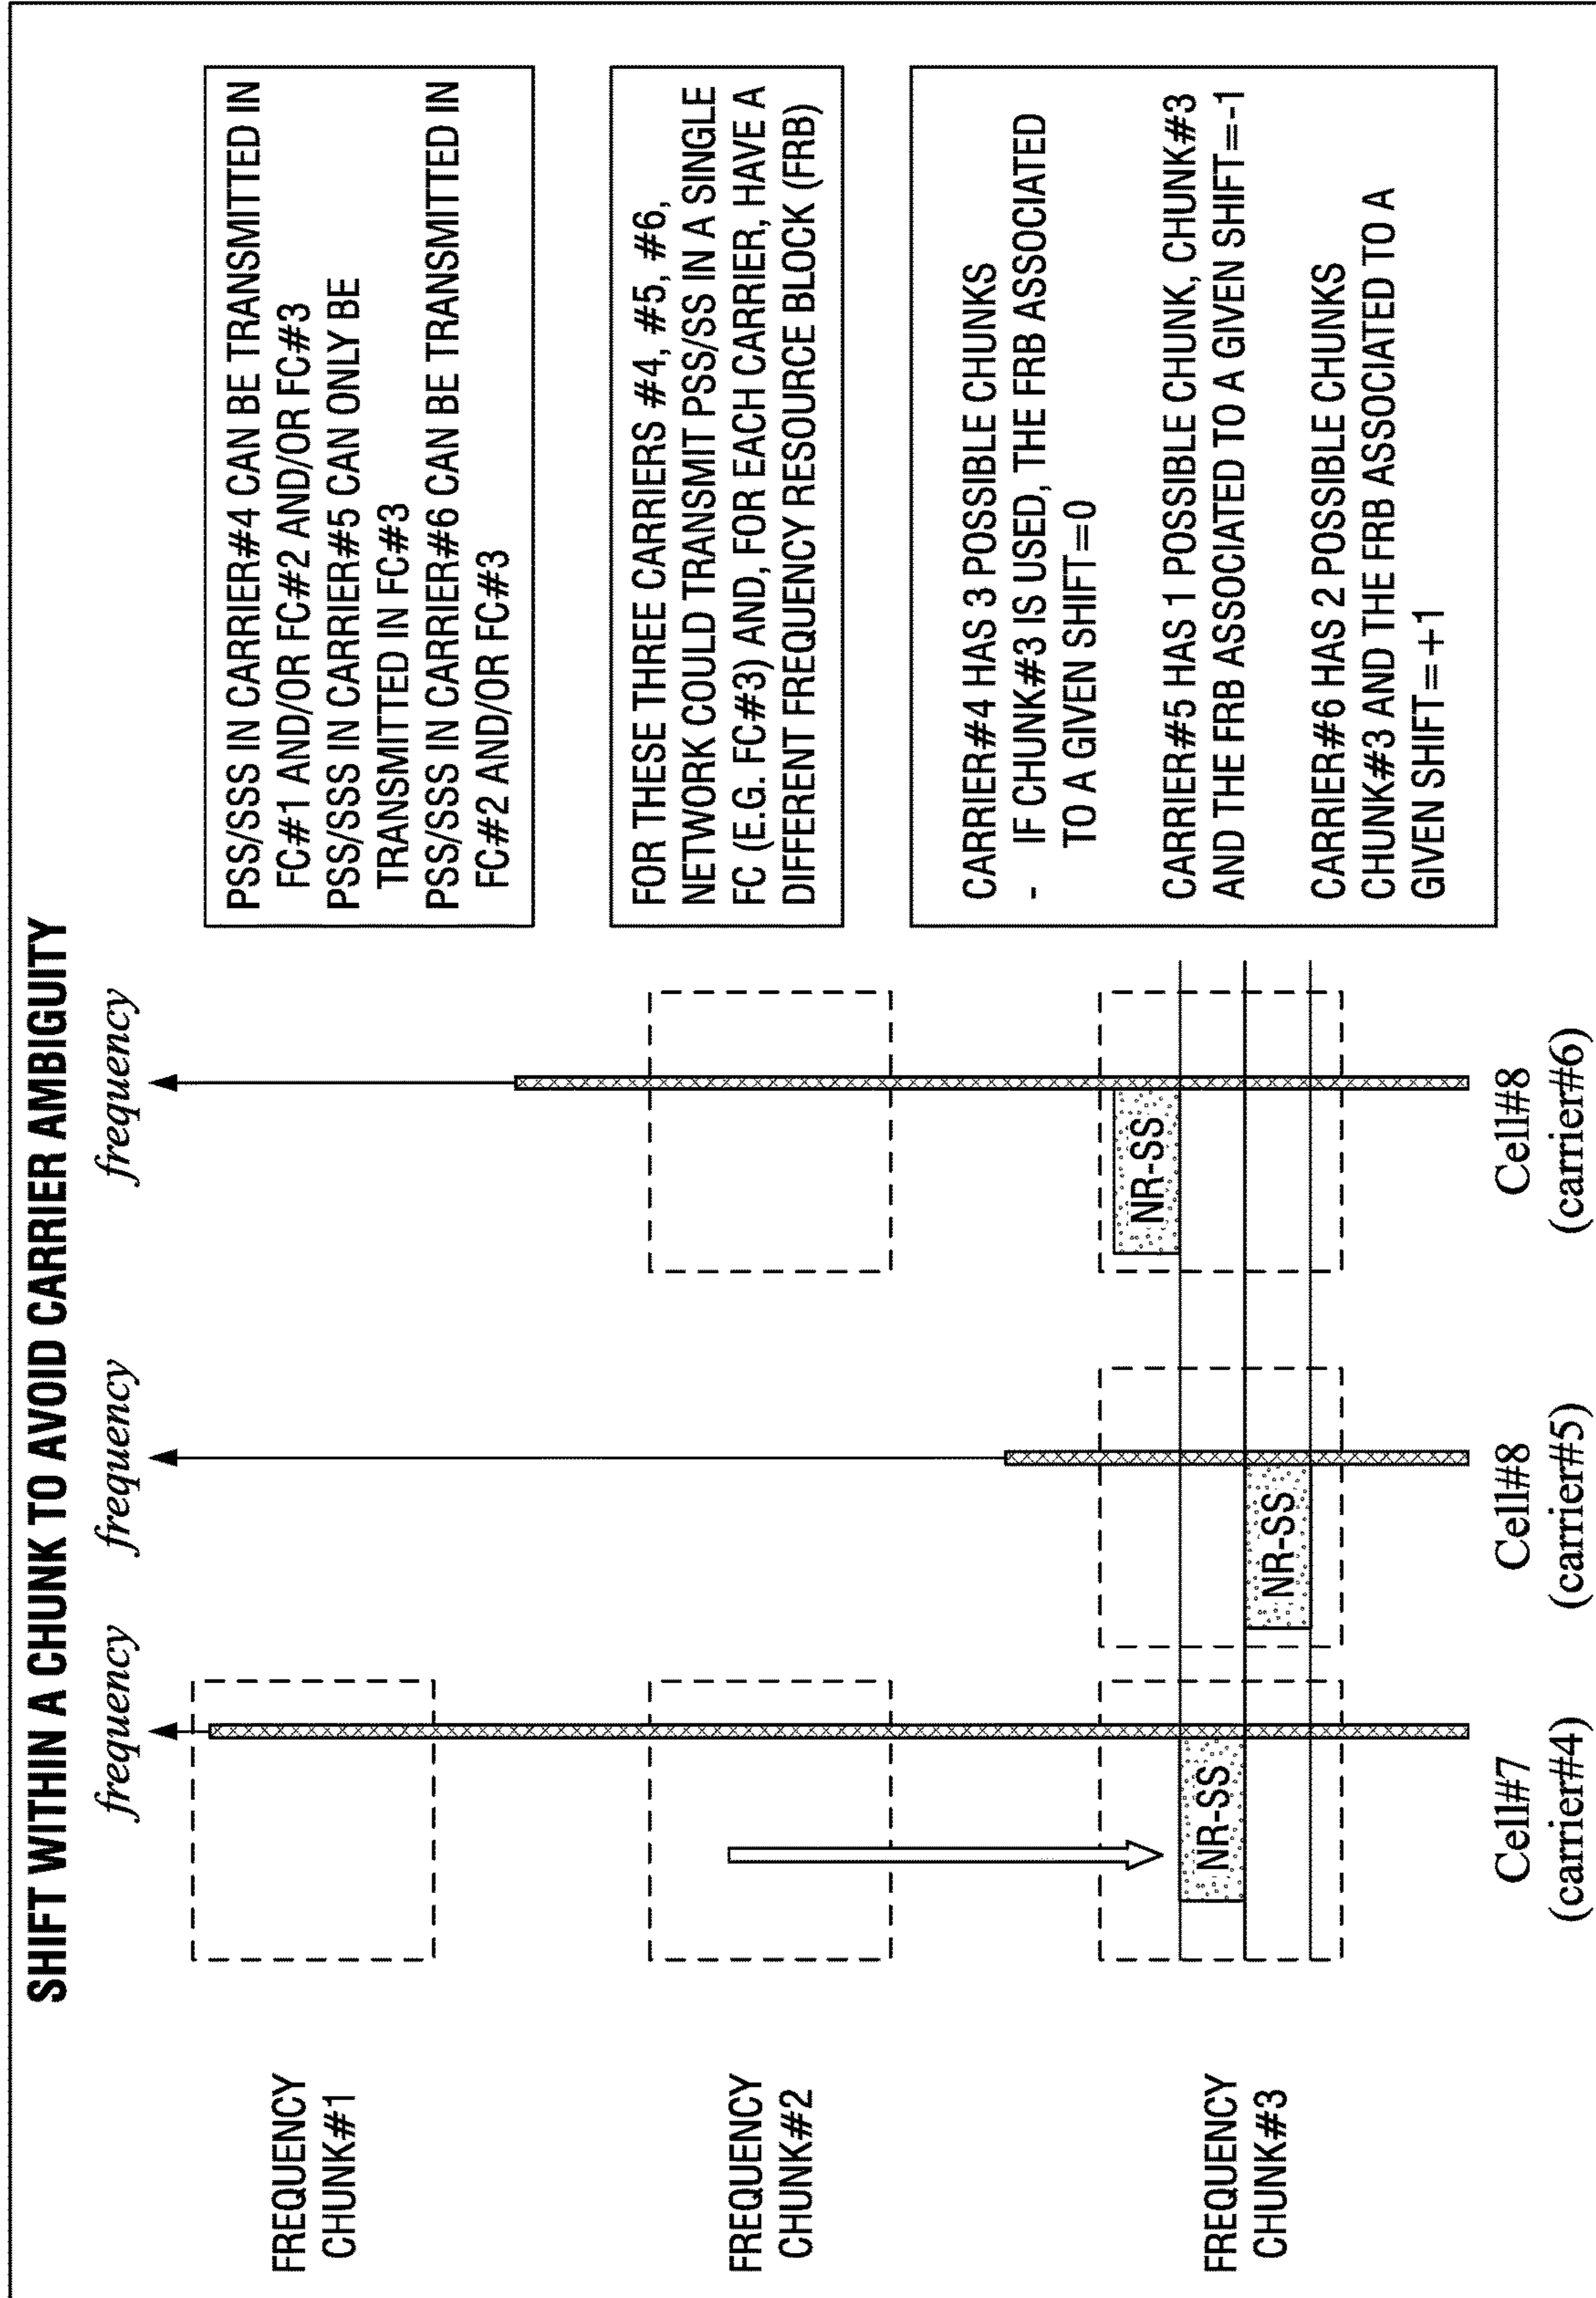 SHIFT WITHIN A CHUNK TO AVOID CARRIER AMBIGUITY
frequency
frequency
frequency
FREQUENCY
CHUNK#1
FREQUENCY
CHUNK#2
FREQUENCY
CHUNK#3
NR-SS
NR-SS
NR-SS
Cell#7
(carrier#4)
Cell#8
(carrier#5)
Cell#8
(carrier#6)
PSS/SSS IN CARRIER#4 CAN BE TRANSMITTED IN
FC#1 AND/OR FC#2 AND/OR FC#3
PSS/SSS IN CARRIER#5 CAN ONLY BE
TRANSMITTED IN FC#3
PSS/SSS IN CARRIER#6 CAN BE TRANSMITTED IN
FC#2 AND/OR FC#3
FOR THESE THREE CARRIERS #4, #5, #6,
NETWORK COULD TRANSMIT PSS/SS IN A SINGLE
FC (E.G. FC#3) AND, FOR EACH CARRIER, HAVE A
DIFFERENT FREQUENCY RESOURCE BLOCK (FRB)
CARRIER#4 HAS 3 POSSIBLE CHUNKS
- IF CHUNK#3 IS USED, THE FRB ASSOCIATED
TO A GIVEN SHIFT=0
CARRIER#5 HAS 1 POSSIBLE CHUNK, CHUNK#3
AND THE FRB ASSOCIATED TO A GIVEN SHIFT=-1
CARRIER#6 HAS 2 POSSIBLE CHUNKS
CHUNK#3 AND THE FRB ASSOCIATED TO A
GIVEN SHIFT=+1